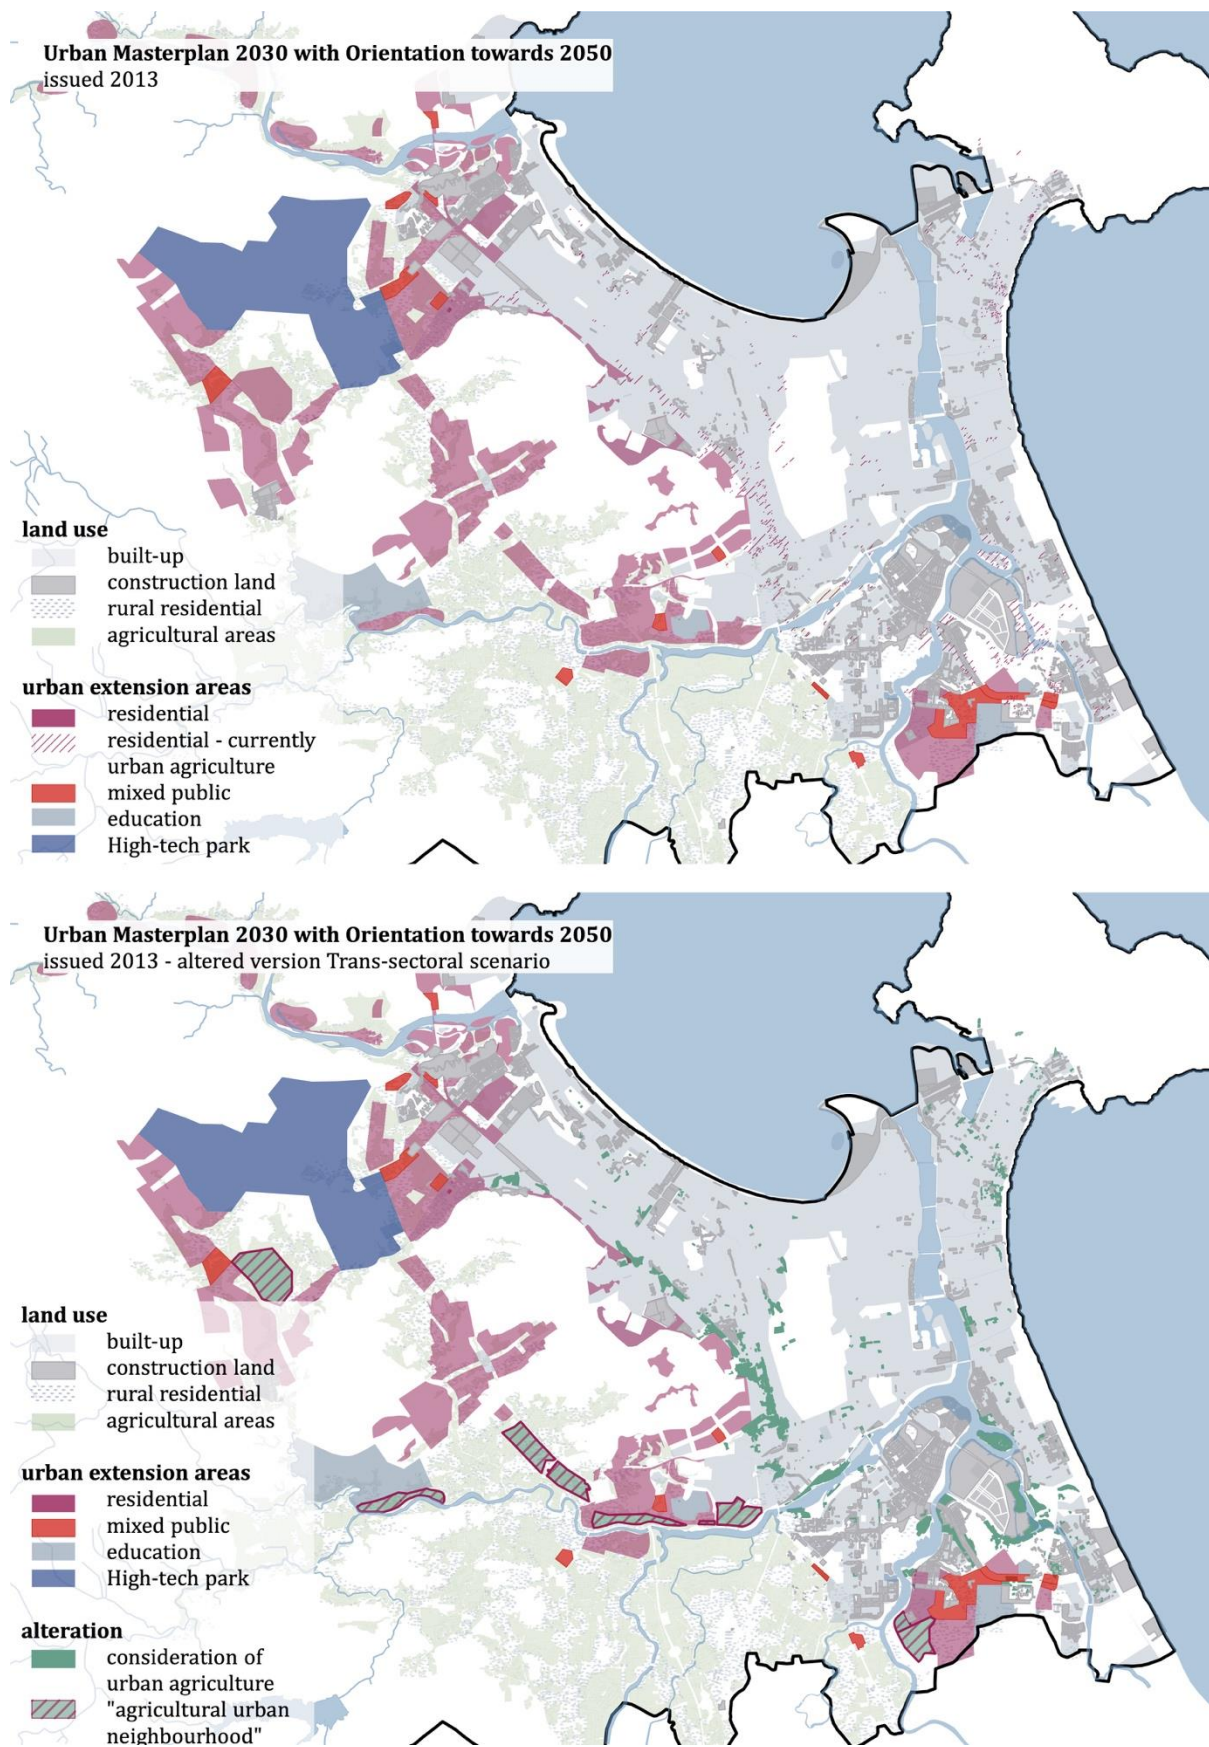 Urban Masterplan 2030 with Orientation towards 2050
issued 2013
land use
built-up
construction land
rural residential
agricultural areas
urban extension areas
residential
residential - currently
urban agriculture
mixed public
education
High-tech park
Urban Masterplan 2030 with Orientation towards 2050
issued 2013 - altered version Trans-sectoral scenario
land use
built-up
construction land
rural residential
agricultural areas
urban extension areas
residential
mixed public
education
High-tech park
alteration
consideration of
urban agriculture
"agricultural urban
neighbourhood"